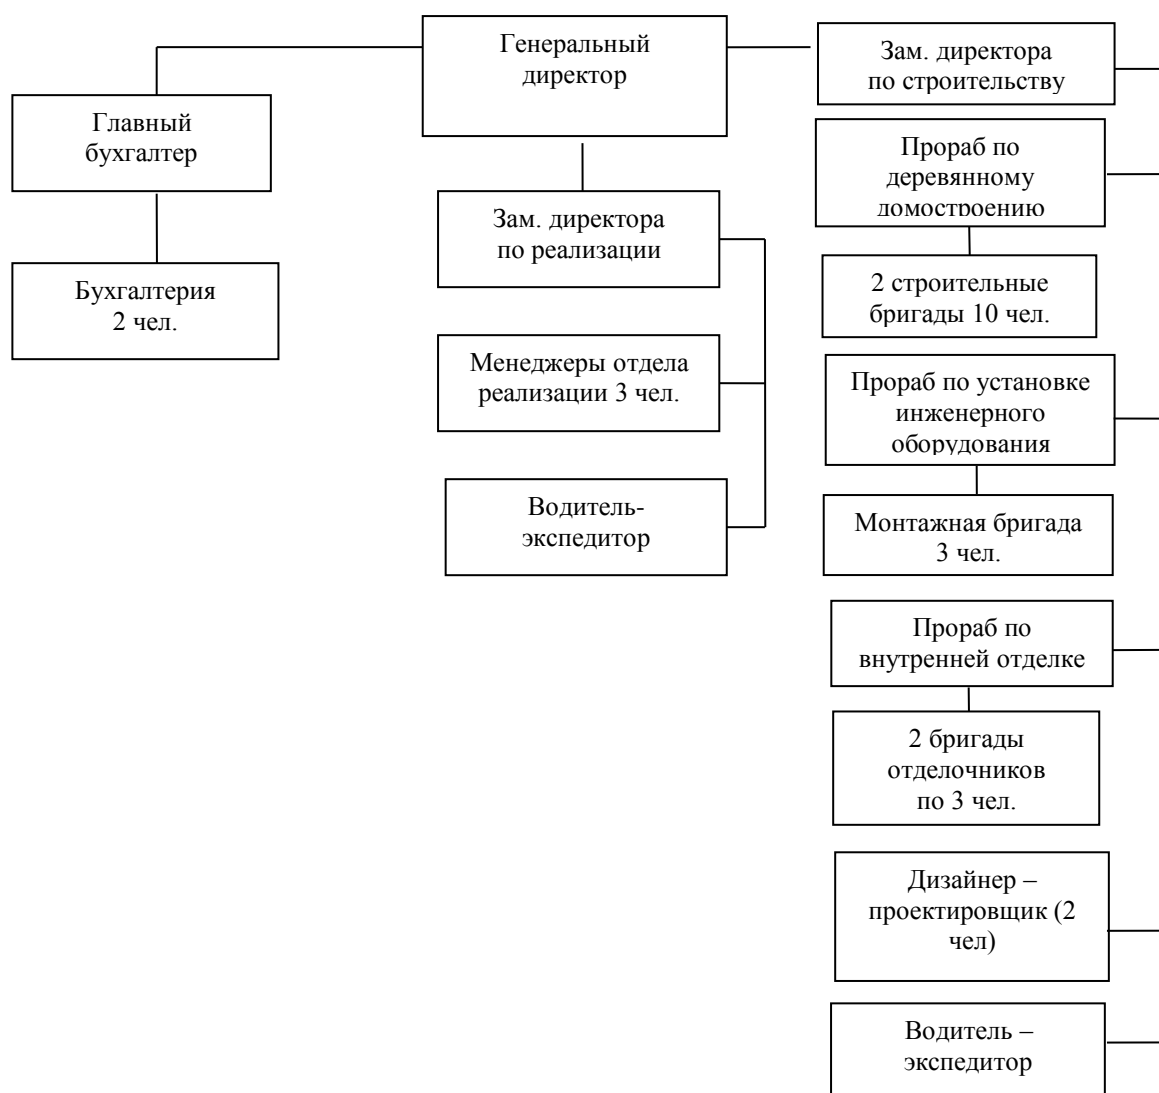 Генеральный
директор
Зам. директора
по строительству
Главный
бухгалтер
Прораб по
деревянному
домостроению
Зам. директора
по реализации
Бухгалтерия
2 чел.
2 строительные
бригады 10 чел.
Менеджеры отдела
реализации 3 чел.
Прораб по установке
инженерного
оборудования
Водитель-
экспедитор
Монтажная бригада
3 чел.
Прораб по
внутренней отделке
2 бригады
отделочников
по 3 чел.
Дизайнер –
проектировщик (2
чел)
Водитель –
экспедитор